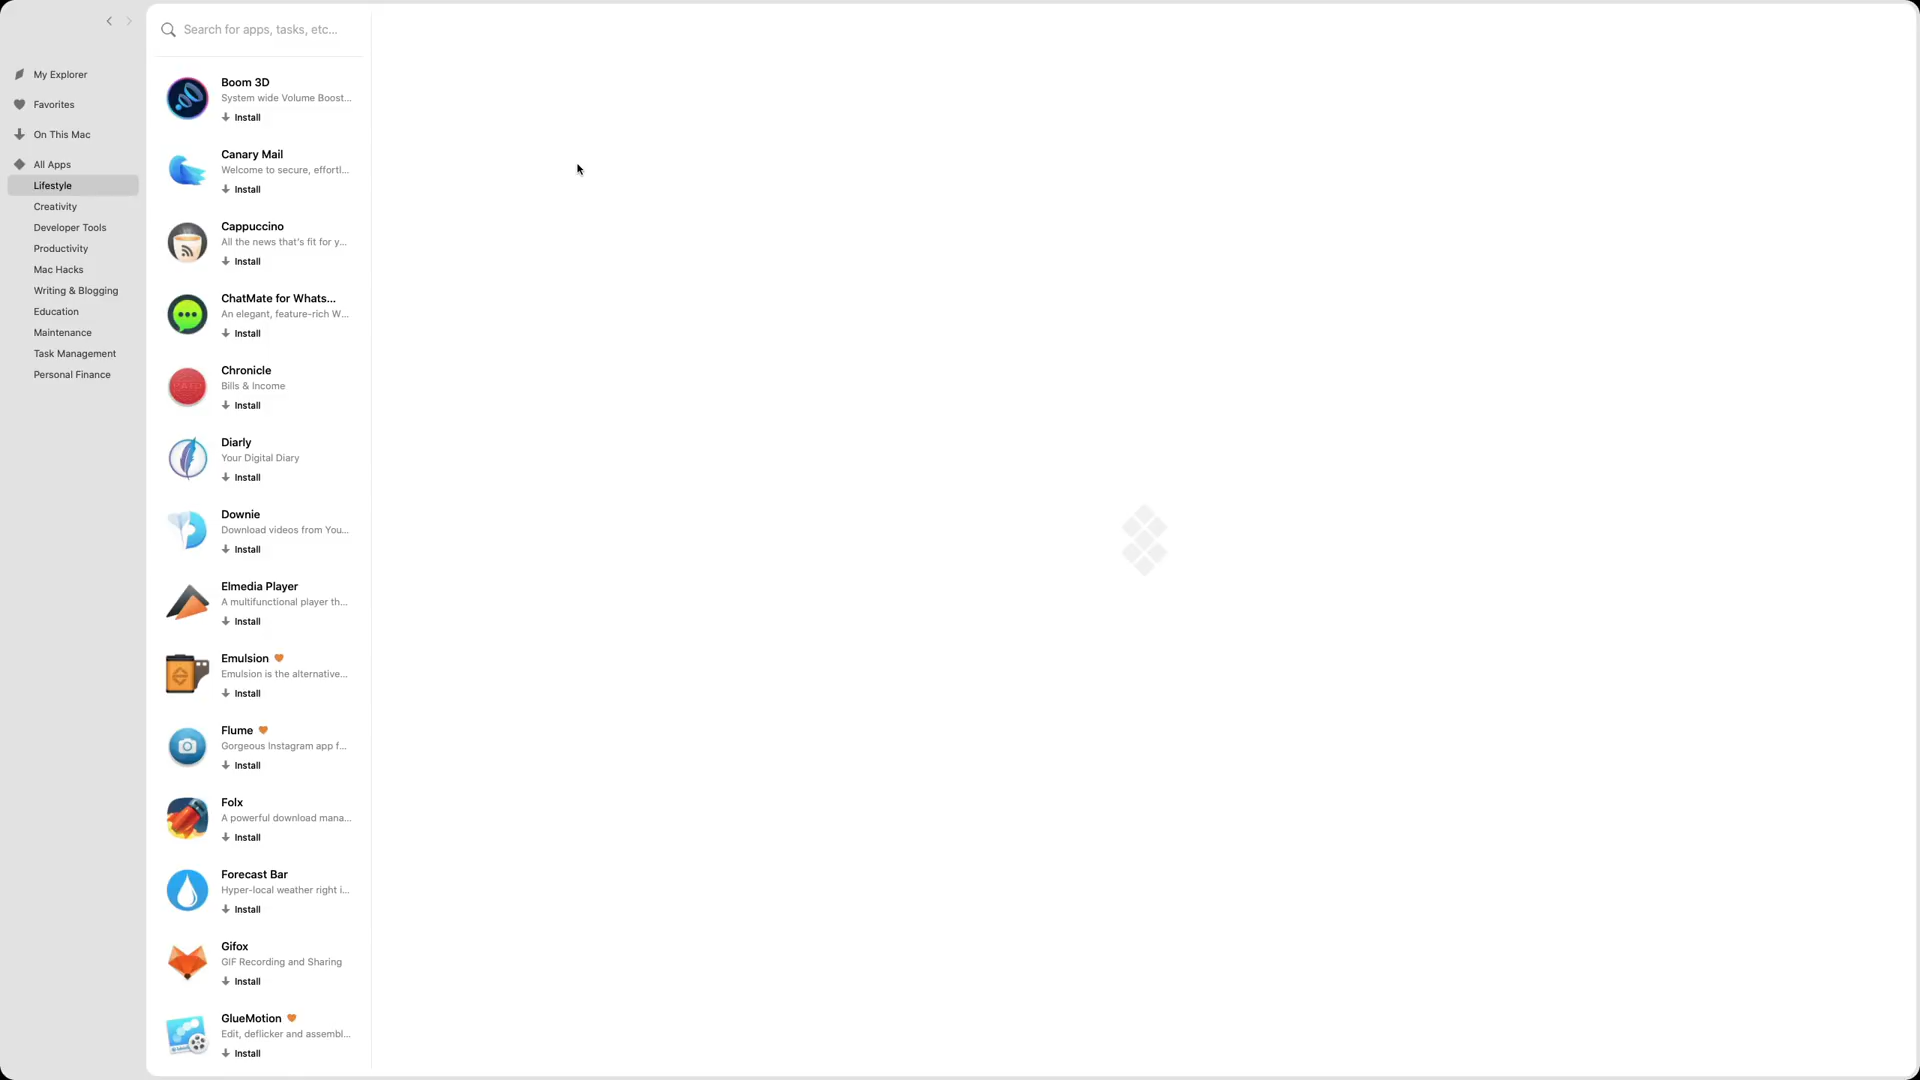 Search for apps, tasks, etc...
My Explorer
Favorites
On This Mac
All Apps
Lifestyle
Creativity
Developer Tools
Productivity
Mac Hacks
Writing & Blogging
Education
Maintenance
Task Management
Personal Finance
Boom 3D
System wide Volume Boost...
Install
Canary Mail
Welcome to secure, effortl...
Install
Cappuccino
All the news that's fit for y...
Install
ChatMate for Whats...
An elegant, feature-rich W...
Install
Chronicle
Bills & Income
Install
Diarly
Your Digital Diary
Install
Downie
Download videos from You...
Install
Elmedia Player
A multifunctional player th...
Install
Emulsion
Emulsion is the alternative...
Install
Flume
Gorgeous Instagram app f...
Install
Folx
A powerful download mana...
Install
Forecast Bar
Hyper-local weather right i...
Install
Gifox
GIF Recording and Sharing
Install
GlueMotion
Edit, deflicker and assembl...
Install